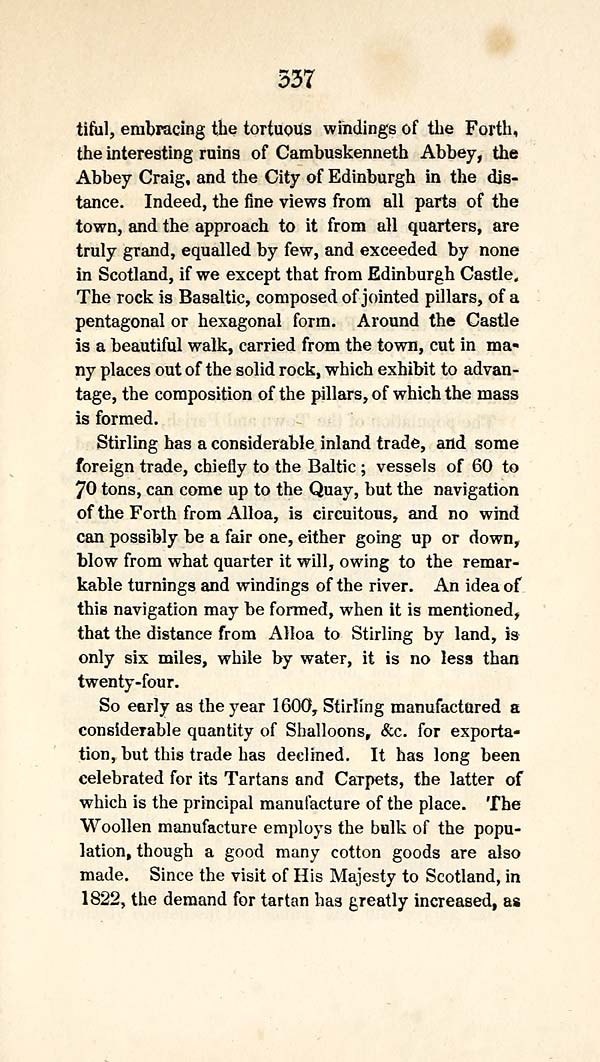 337
tiful, embracing the tortuous windings of the Forth,
the interesting ruins of Cambuskenneth Abbey, the
Abbey Craig, and the City of Edinburgh in the dis-
tance. Indeed, the fine views from all parts of the
town, and the approach to it from all quarters, are
truly grand, equalled by few, and exceeded by none
in Scotland, if we except that from Edinburgh Castle.
The rock is Basaltic, composed of jointed pillars, of a
pentagonal or hexagonal form. Around the Castle
is a beautiful walk, carried from the town, cut in ma-
ny places out of the solid rock, which exhibit to advan-
tage, the composition of the pillars, of which the mass
is formed.
Stirling has a considerable inland trade, and some
foreign trade, chiefly to the Baltic; vessels of 60 to
70 tons, can come up to the Quay, but the navigation
of the Forth from Alloa, is circuitous, and no wind
can possibly be a fair one, either going up or down,
blow from what quarter it will, owing to the remar-
kable turnings and windings of the river. An idea of
this navigation may be formed, when it is mentioned,
that the distance from Alloa to Stirling by land, is
only six miles, while by water, it is no less than
twenty-four.
So early as the year 1600, Stirling manufactured a
considerable quantity of Shalloons, &c. for exporta-
tion, but this trade has declined. It has long been
celebrated for its Tartans and Carpets, the latter of
which is the principal manufacture of the place. The
Woollen manufacture employs the bulk of the popu-
lation, though a good many cotton goods are also
made. Since the visit of His Majesty to Scotland, in
1822, the demand for tartan has greatly increased, as